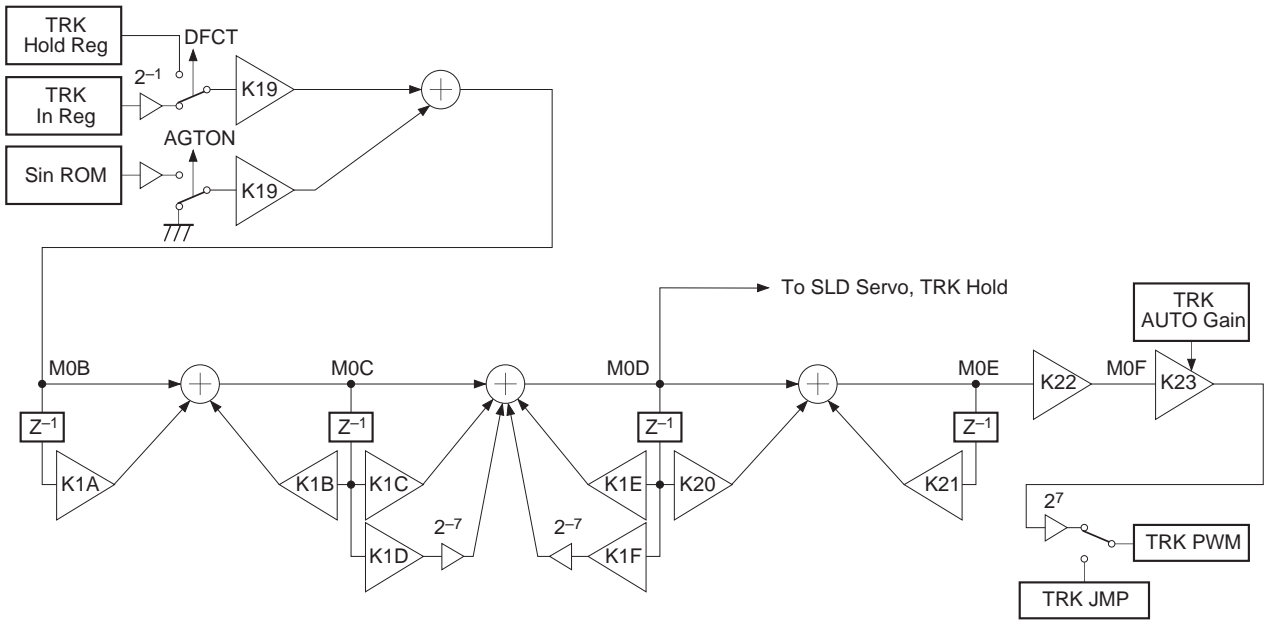 TRK
Hold Reg
DFCT
2–1
K19
TRK
In Reg
AGTON
Sin ROM
K19
To SLD Servo, TRK Hold
TRK
AUTO Gain
M0B
M0C
M0D
M0E
K22
M0F
K23
Z–1
Z–1
Z–1
Z–1
K1A
K1B
K1C
K1E
K20
K21
K1D
2–7
2–7
K1F
27
TRK PWM
TRK JMP